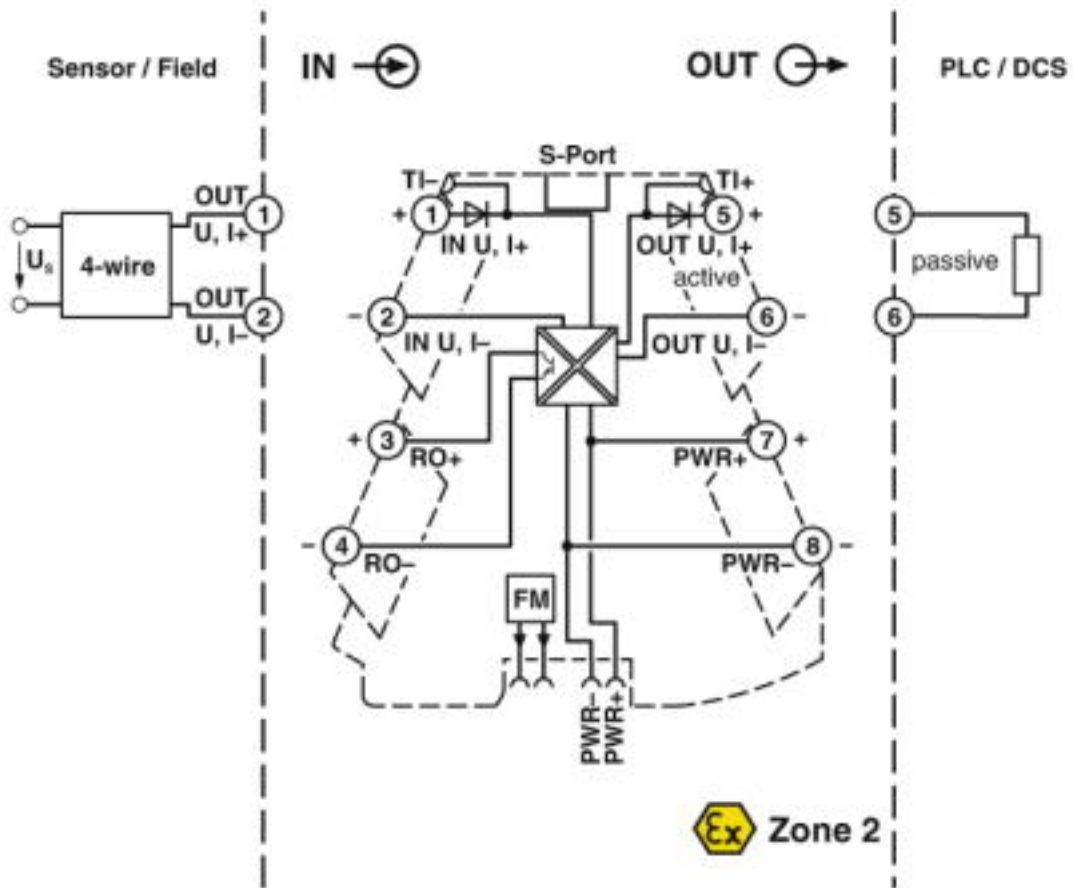 Sensor / Field
IN
OUT
PLC / DCS
S-Port
TI–
TI+
OUT
1
U, I+
+
1
IN U, I+
5
+
OUT U, I+
active
5
Us
4-wire
passive
OUT
2
U, I–
–
2
IN U, I–
6
–
OUT U, I–
6
+
3
RO+
7
+
PWR+
–
4
RO–
8
–
PWR–
FM
PWR–
PWR+
Ex
Zone 2